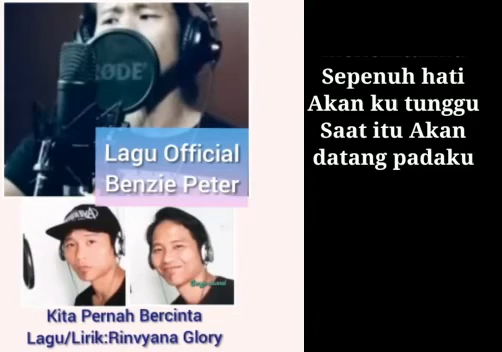 RØDE
Lagu Official
Benzie Peter
Kita Pernah Bercinta
Lagu/Lirik:Rinvyana Glory
Sepenuh hati
Akan ku tunggu
Saat itu Akan
datang padaku